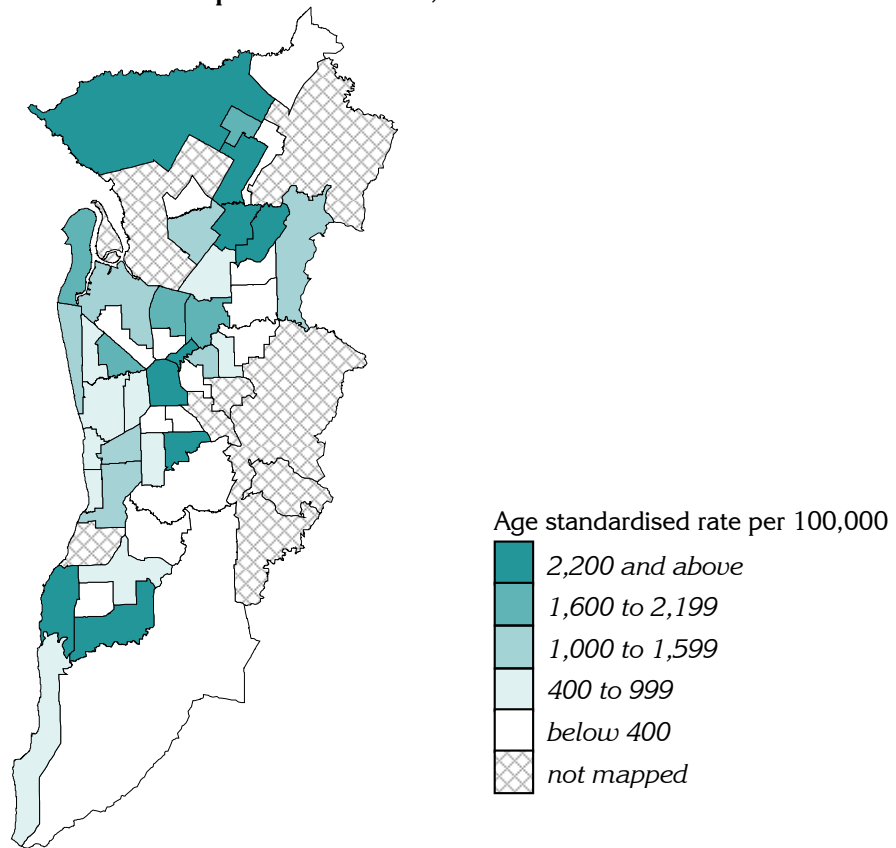 Age standardised rate per 100,000
2,200 and above
1,600 to 2,199
1,000 to 1,599
400 to 999
below 400
not mapped